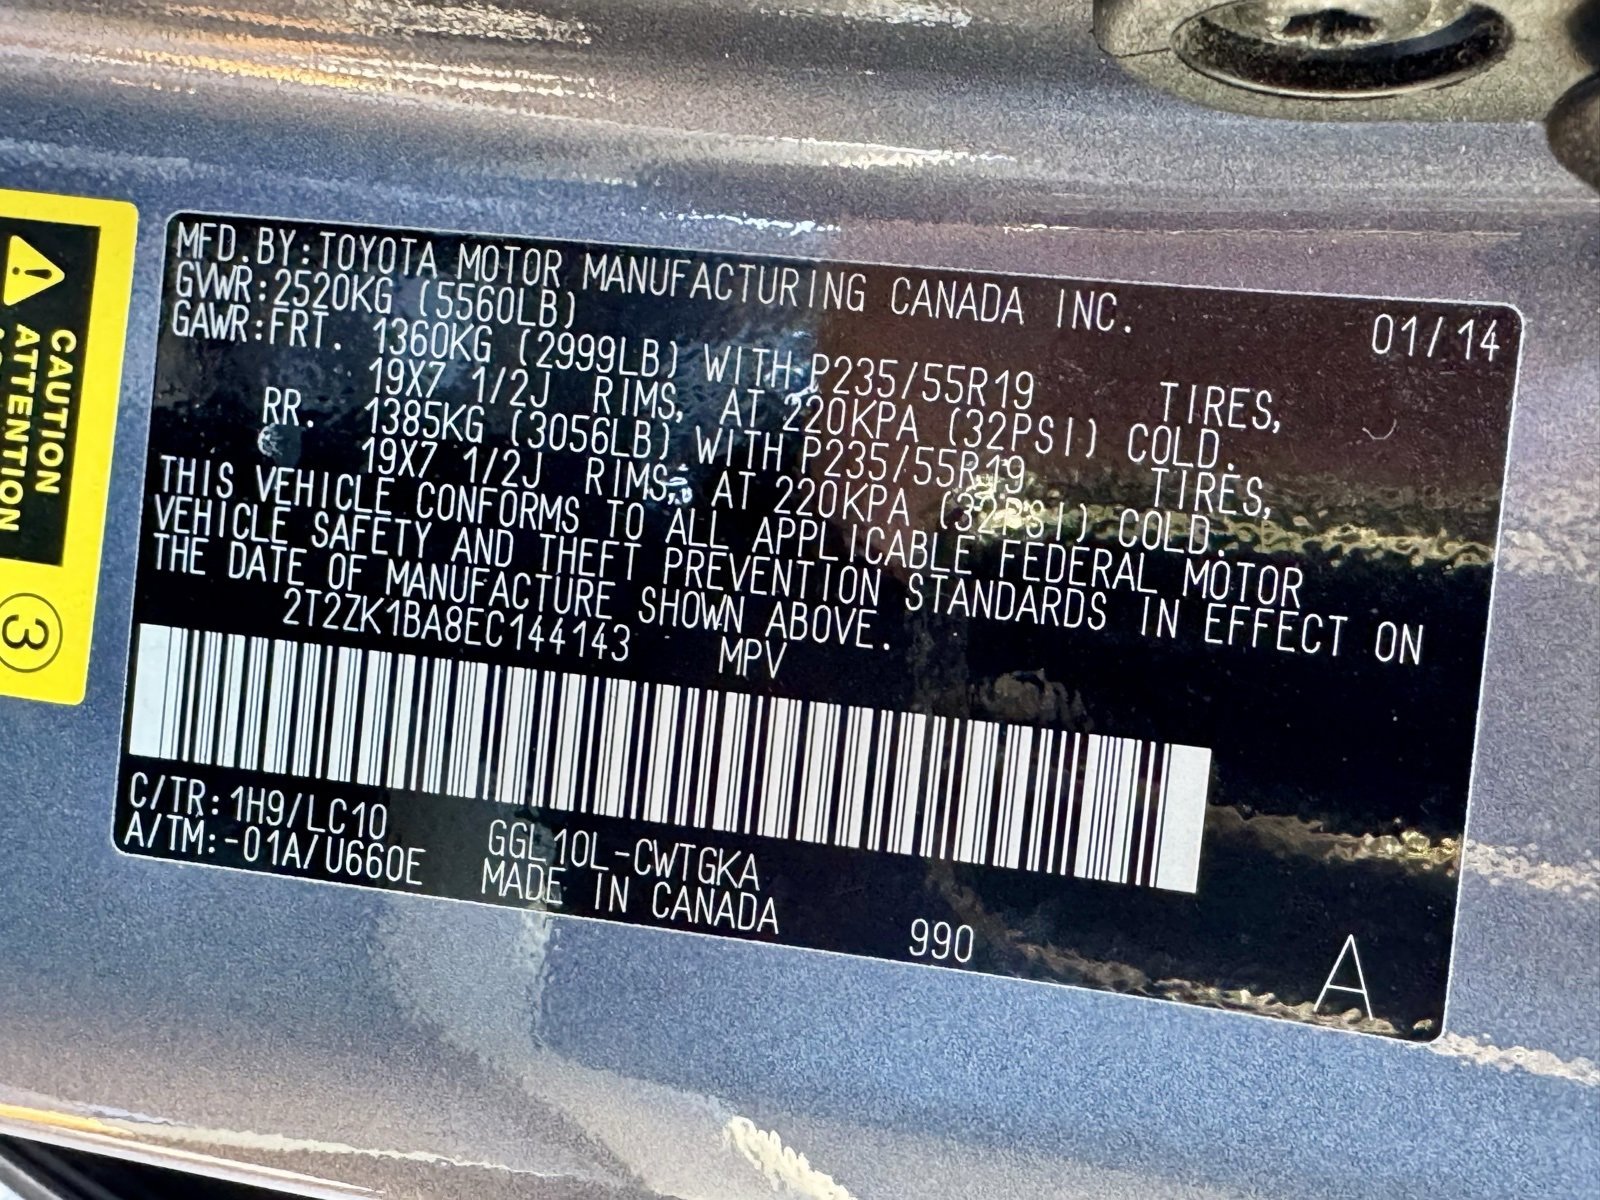 MFD.BY:TOYOTA MOTOR MANUFACTURING CANADA INC.
GVWR:2520KG (5560LB) 01/14
GAWR:FRT. 1360KG (2999LB) WITH P235/55R19 TIRES,
19X7 1/2J RIMS, AT 220KPA (32PSI) COLD.
RR. 1385KG (3056LB) WITH P235/55R19 TIRES,
19X7 1/2J RIMS, AT 220KPA (32PSI) COLD.
THIS VEHICLE CONFORMS TO ALL APPLICABLE FEDERAL MOTOR
VEHICLE SAFETY AND THEFT PREVENTION STANDARDS IN EFFECT ON
THE DATE OF MANUFACTURE SHOWN ABOVE.
2T2ZK1BA8EC144143 MPV
C/TR:1H9/LC10
A/TM:-01A/U660E
GGL10L-CWTGKA
MADE IN CANADA
990
A
CAUTION
ATTENTION
3